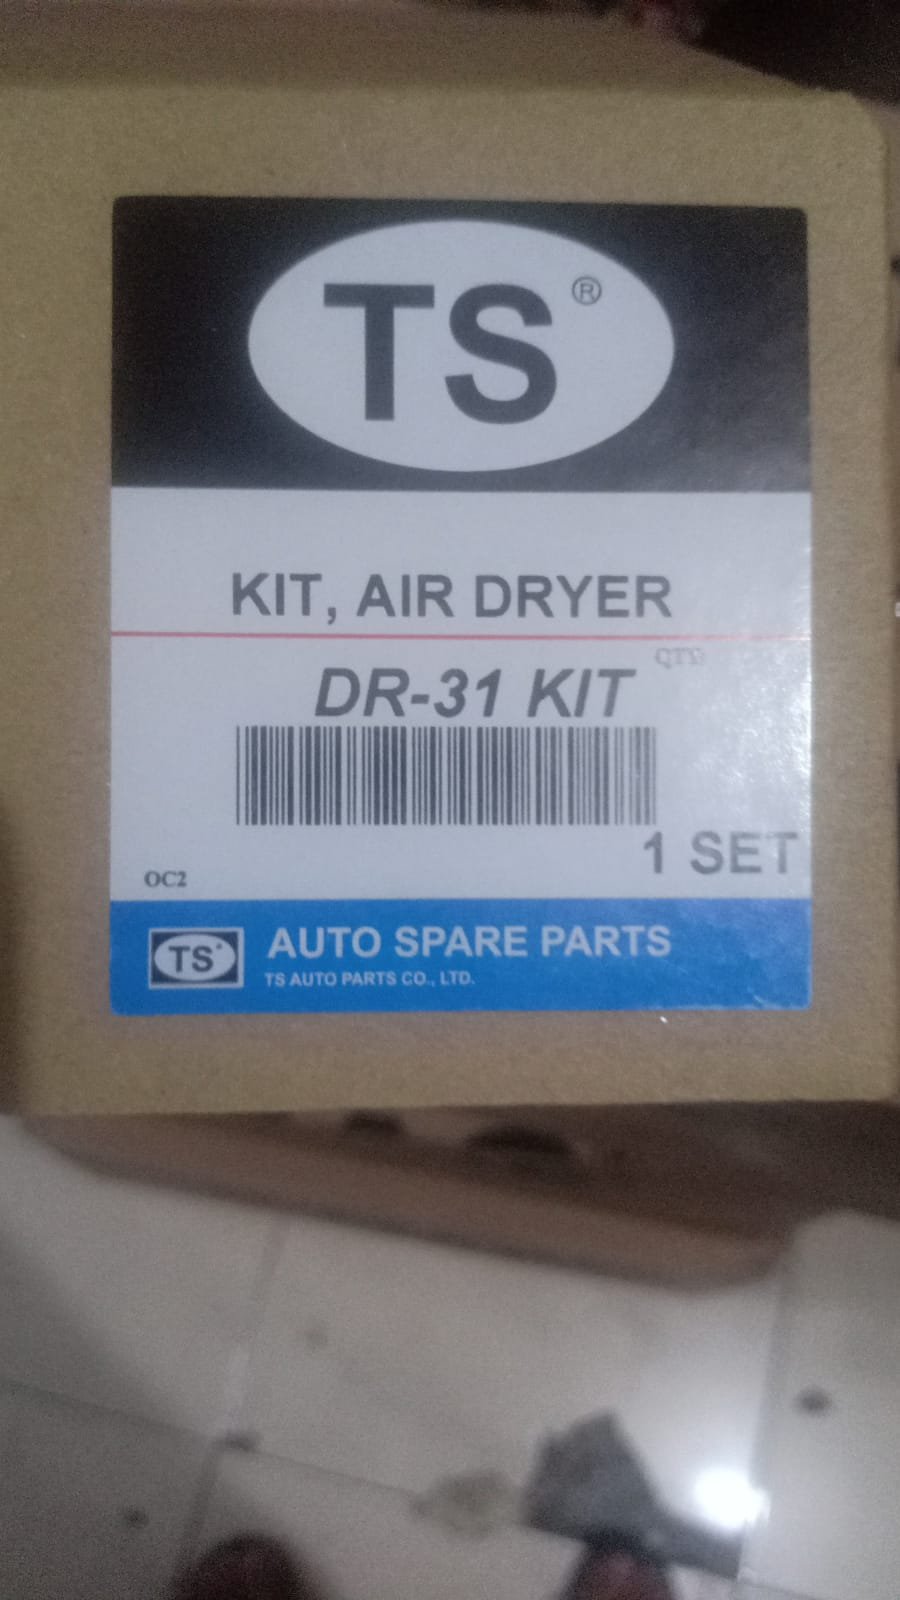 TS®
KIT, AIR DRYER
QTY:
DR-31 KIT
1 SET
OC2
TS® AUTO SPARE PARTS
TS AUTO PARTS CO., LTD.